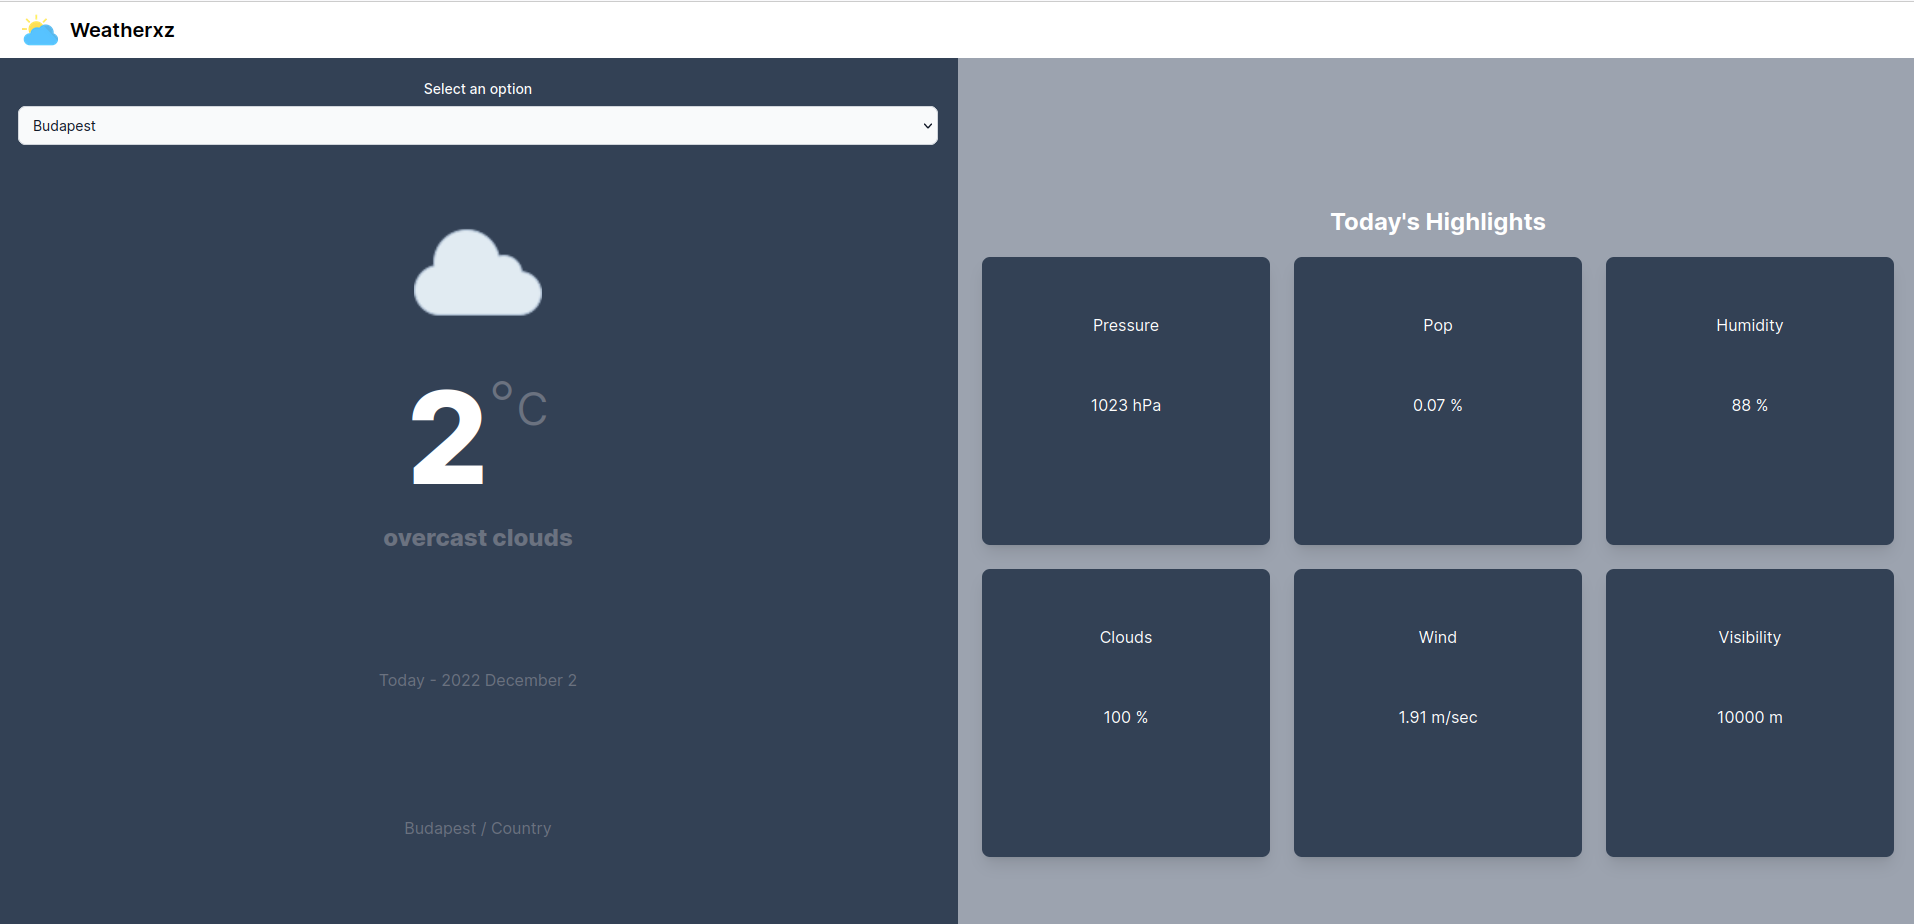 Weatherxz
Select an option
Budapest
2 °C
overcast clouds
Today - 2022 December 2
Budapest / Country
Today's Highlights
Pressure
1023 hPa
Pop
0.07 %
Humidity
88 %
Clouds
100 %
Wind
1.91 m/sec
Visibility
10000 m